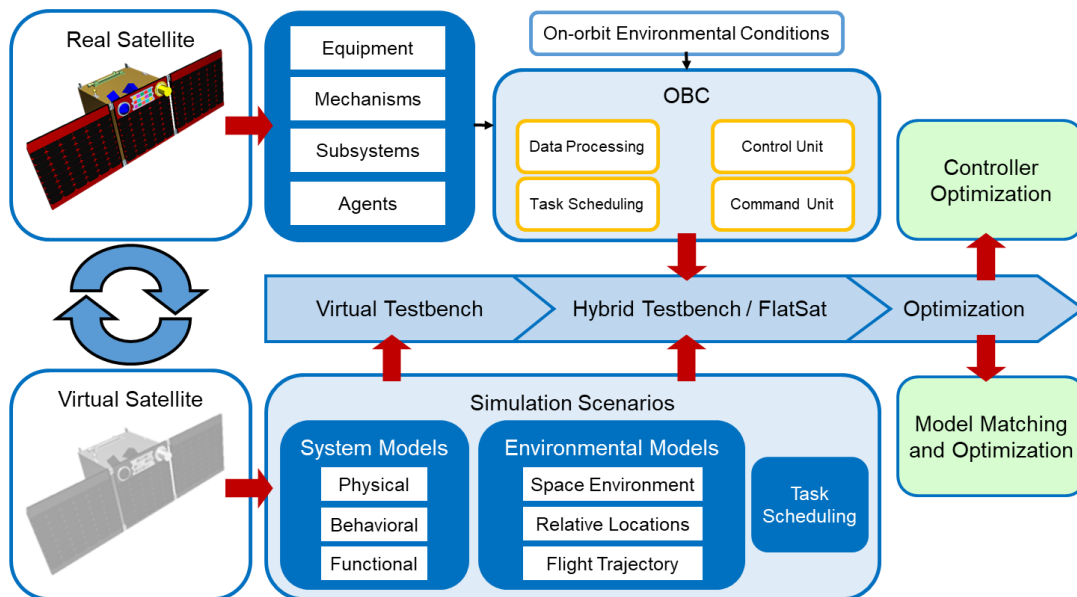 Real Satellite
Equipment
Mechanisms
Subsystems
Agents
On-orbit Environmental Conditions
OBC
Data Processing
Control Unit
Task Scheduling
Command Unit
Controller
Optimization
Virtual Testbench
Hybrid Testbench / FlatSat
Optimization
Virtual Satellite
Simulation Scenarios
System Models
Physical
Behavioral
Functional
Environmental Models
Space Environment
Relative Locations
Flight Trajectory
Task
Scheduling
Model Matching
and Optimization